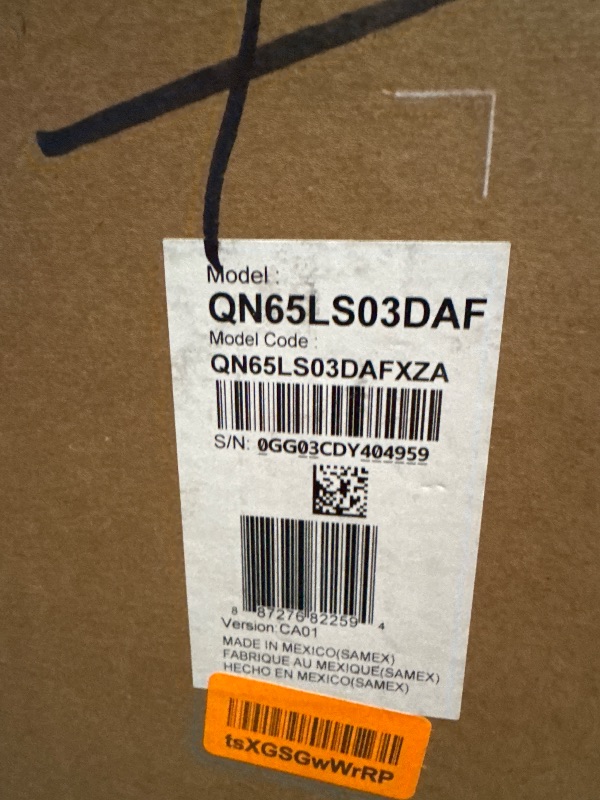 Model :
QN65LS03DAF
Model Code :
QN65LS03DAFXZA
S/N: 0GG03CDY404959
8 87276 82259 4
Version:CA01
MADE IN MEXICO(SAMEX)
FABRIQUE AU MEXIQUE(SAMEX)
HECHO EN MEXICO(SAMEX)
tsXGSGwWrRP